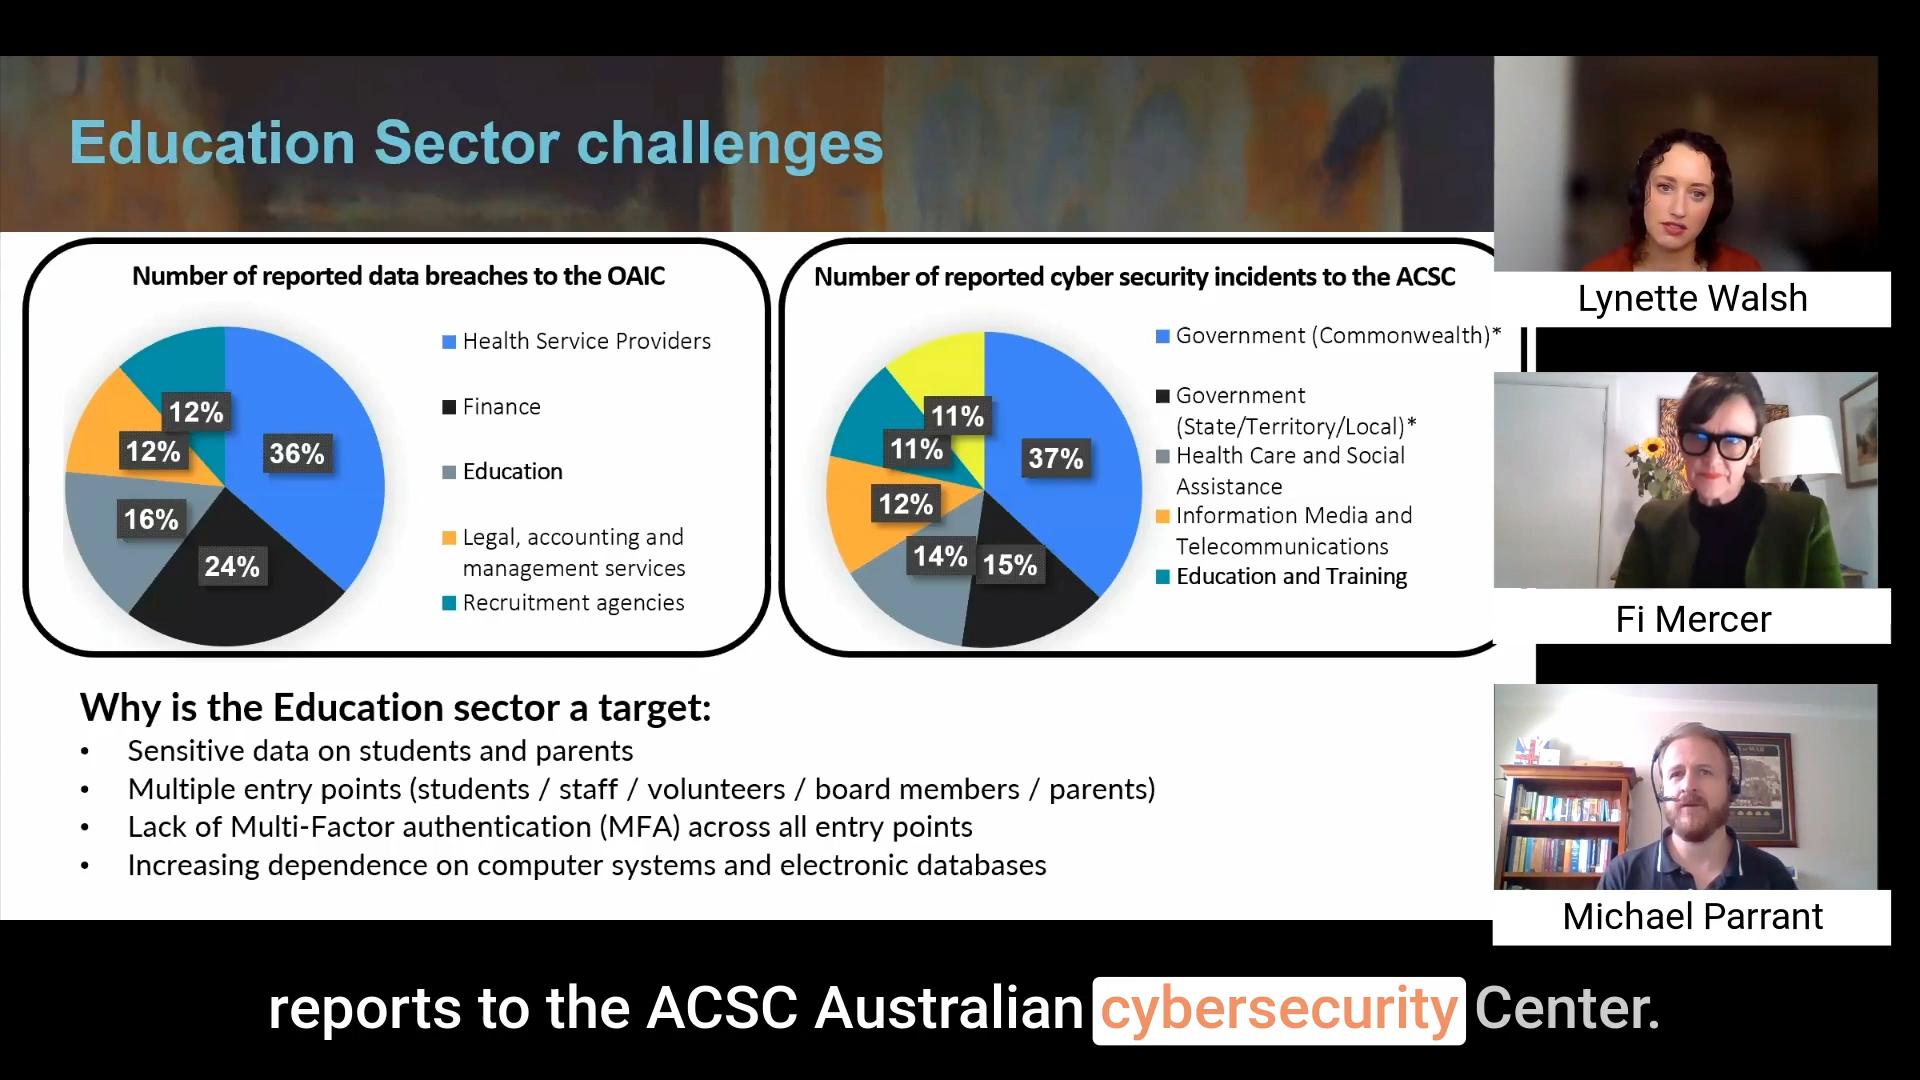 Education Sector challenges
Number of reported data breaches to the OAIC
12%
12%
36%
16%
24%
Health Service Providers
Finance
Education
Legal, accounting and
management services
Recruitment agencies
Number of reported cyber security incidents to the ACSC
11%
11%
37%
12%
14%
15%
Government (Commonwealth)*
Government
(State/Territory/Local)*
Health Care and Social
Assistance
Information Media and
Telecommunications
Education and Training
Why is the Education sector a target:
• Sensitive data on students and parents
• Multiple entry points (students / staff / volunteers / board members / parents)
• Lack of Multi-Factor authentication (MFA) across all entry points
• Increasing dependence on computer systems and electronic databases
Lynette Walsh
Fi Mercer
Michael Parrant
reports to the ACSC Australian cybersecurity Center.